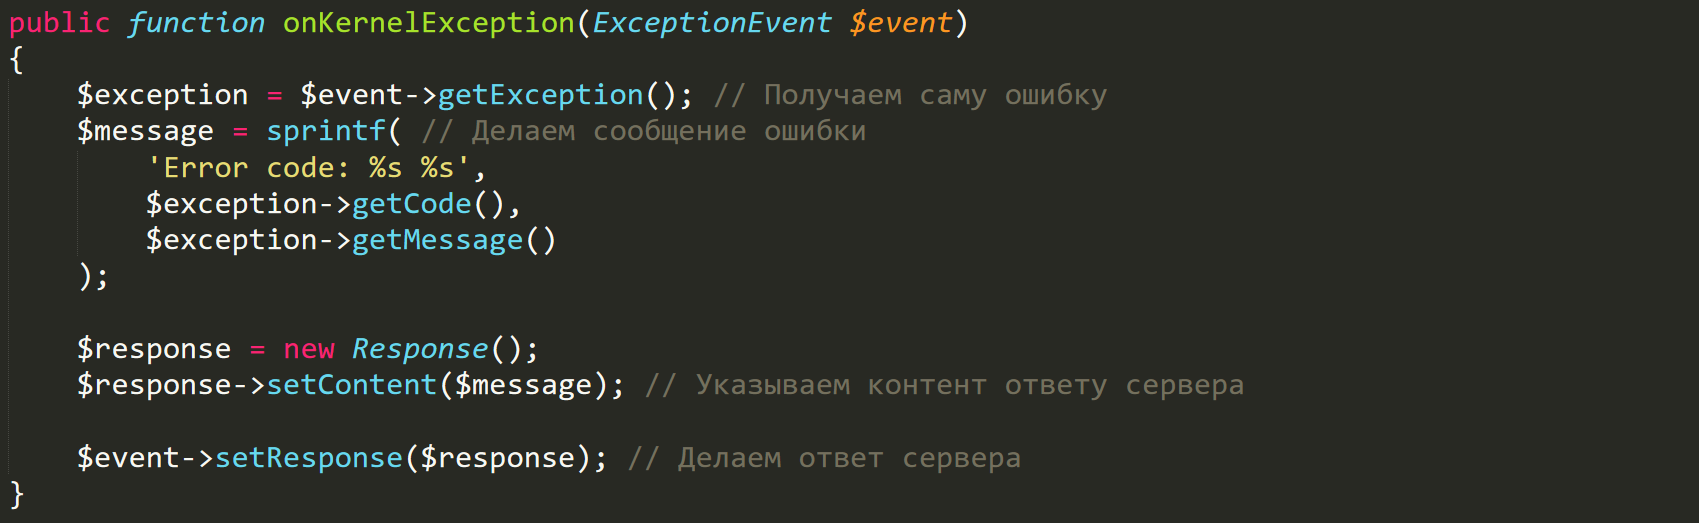 public function onKernelException(ExceptionEvent $event)
{
    $exception = $event->getException(); // Получаем саму ошибку
    $message = sprintf( // Делаем сообщение ошибки
        'Error code: %s %s',
        $exception->getCode(),
        $exception->getMessage()
    );

    $response = new Response();
    $response->setContent($message); // Указываем контент ответу сервера

    $event->setResponse($response); // Делаем ответ сервера
}